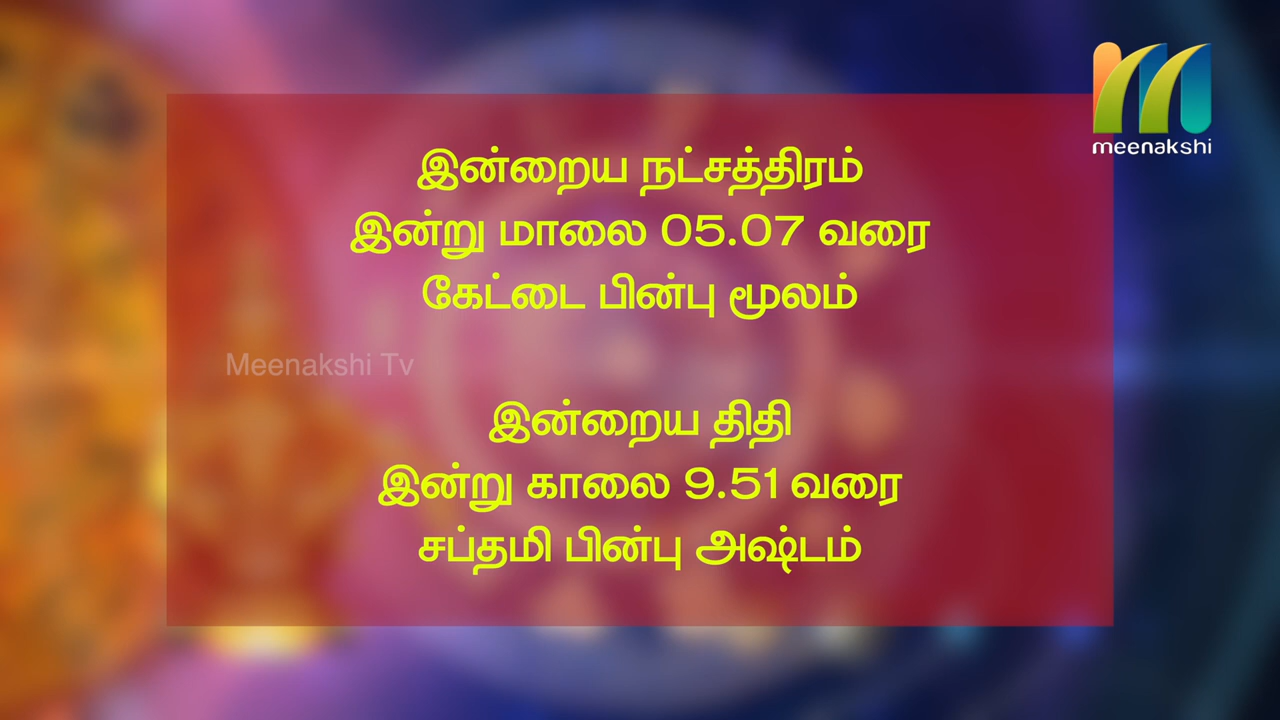 meenakshi
இன்றைய நட்சத்திரம்
இன்று மாலை 05.07 வரை
கேட்டை பின்பு மூலம்
Meenakshi Tv
இன்றைய திதி
இன்று காலை 9.51 வரை
சப்தமி பின்பு அஷ்டம்